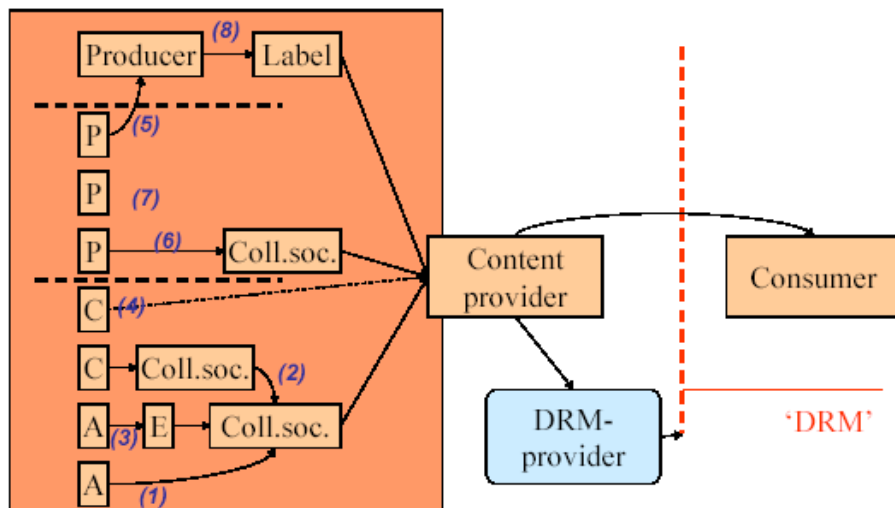 (8)
Producer
Label
P
(5)
P
(7)
P
(6)
Coll.soc.
Content
provider
Consumer
C
(4)
C
Coll.soc.
(2)
A
(3)
E
Coll.soc.
DRM-
provider
'DRM'
A
(1)